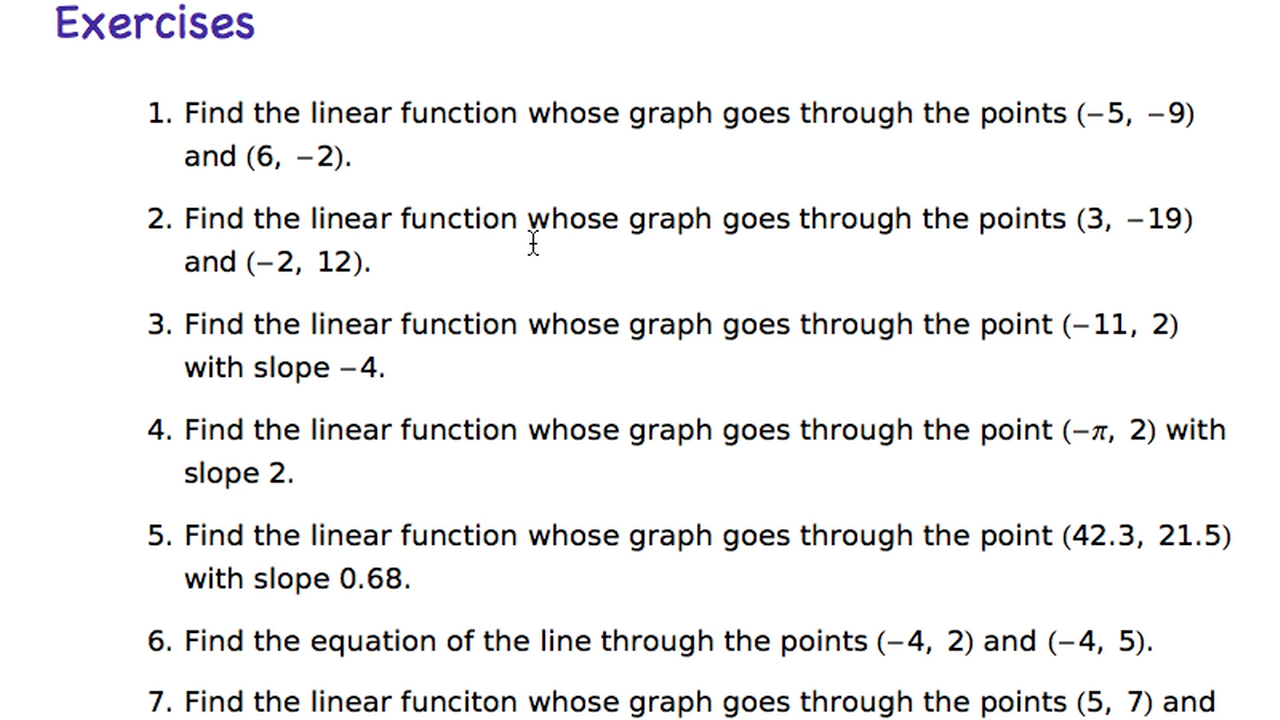 Exercises
1. Find the linear function whose graph goes through the points (−5, −9)
and (6, −2).
2. Find the linear function whose graph goes through the points (3, −19)
and (−2, 12).
3. Find the linear function whose graph goes through the point (−11, 2)
with slope −4.
4. Find the linear function whose graph goes through the point (−π, 2) with
slope 2.
5. Find the linear function whose graph goes through the point (42.3, 21.5)
with slope 0.68.
6. Find the equation of the line through the points (−4, 2) and (−4, 5).
7. Find the linear funciton whose graph goes through the points (5, 7) and